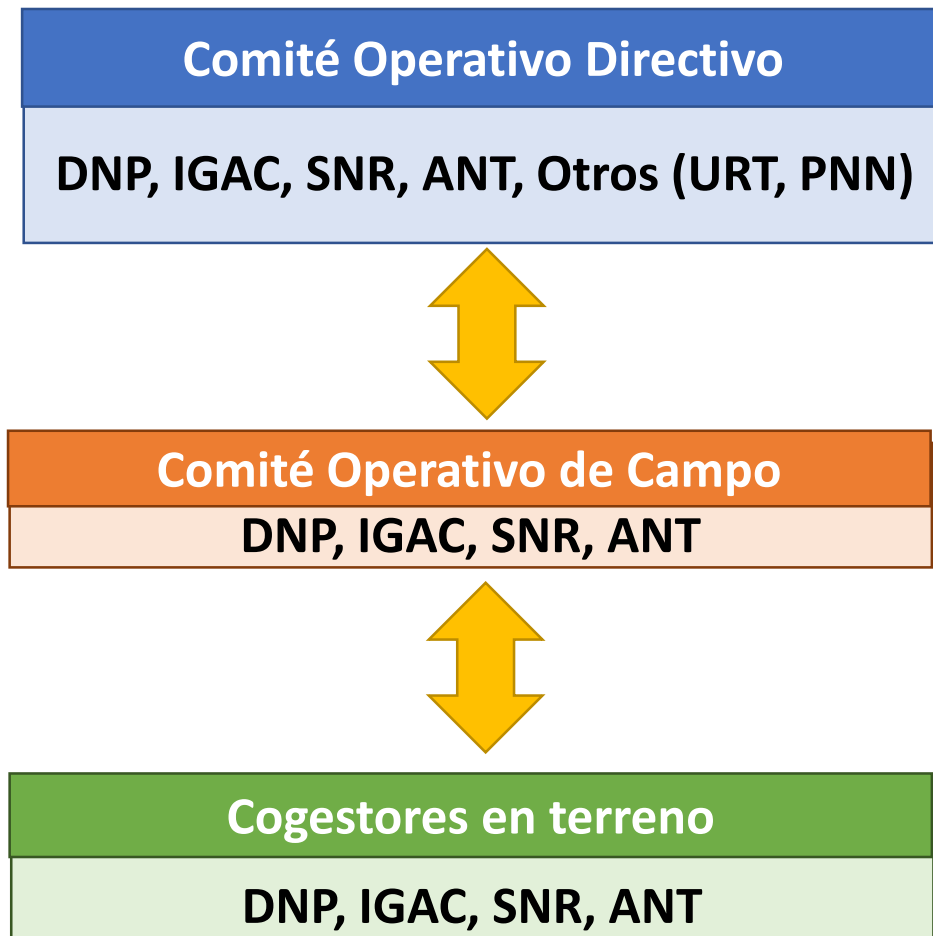 Comité Operativo Directivo
DNP, IGAC, SNR, ANT, Otros (URT, PNN)
Comité Operativo de Campo
DNP, IGAC, SNR, ANT
Cogestores en terreno
DNP, IGAC, SNR, ANT